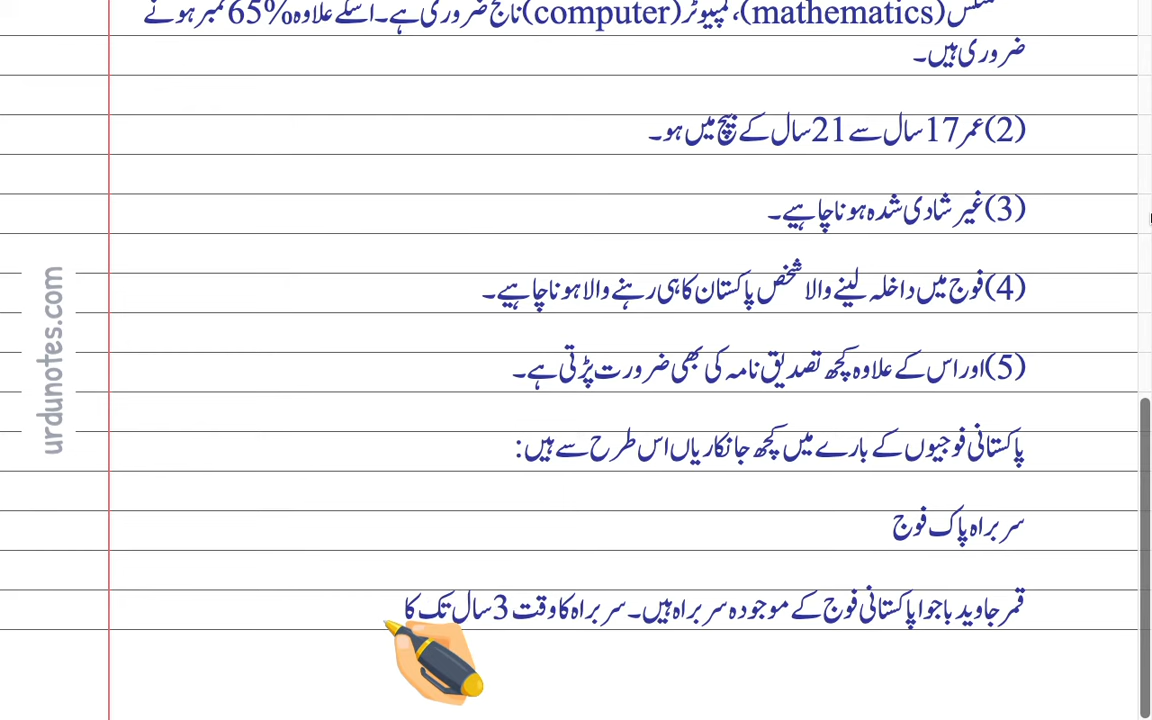 (mathematics)، کمپیوٹر (computer) نالج ضروری ہے۔ اسکے علاوہ %65 نمبر ہونے
ضروری ہیں۔
(2) عمر 17 سال سے 21 سال کے بیچ میں ہو۔
(3) غیر شادی شدہ ہونا چاہیے۔
(4) فوج میں داخلہ لینے والا شخص پاکستان کا ہی رہنے والا ہونا چاہیے۔
(5) اور اس کے علاوہ کچھ تصدیق نامہ کی بھی ضرورت پڑتی ہے۔
پاکستانی فوجیوں کے بارے میں کچھ جانکاریاں اس طرح سے ہیں:
سربراہ پاک فوج
قمر جاوید باجوا پاکستانی فوج کے موجودہ سربراہ ہیں۔ سربراہ کا وقت 3 سال تک کا
urdunotes.com